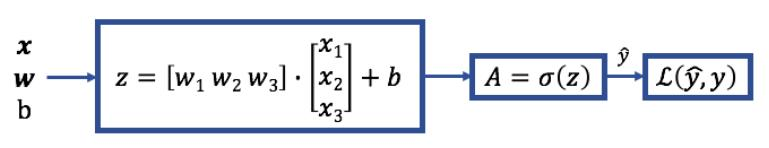 x
w
b
z = [w₁ w₂ w₃] · [x₁ x₂ x₃] + b
A = σ(z)
ŷ
ℒ(ŷ, y)